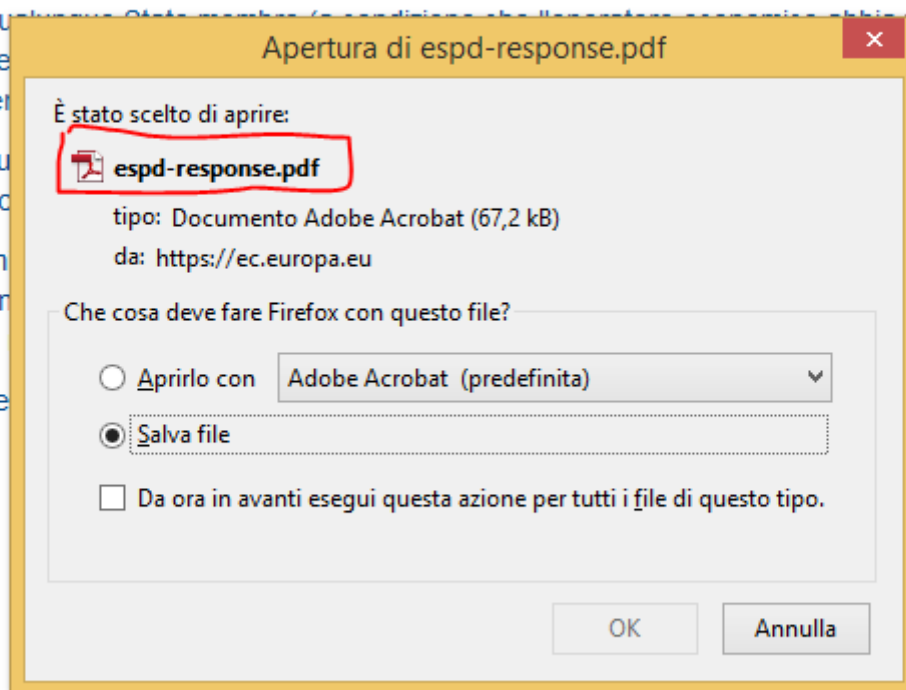 Apertura di espd-response.pdf
È stato scelto di aprire:
espd-response.pdf
tipo: Documento Adobe Acrobat (67,2 kB)
da: https://ec.europa.eu
Che cosa deve fare Firefox con questo file?
Aprirlo con Adobe Acrobat (predefinita)
Salva file
Da ora in avanti esegui questa azione per tutti i file di questo tipo.
OK Annulla